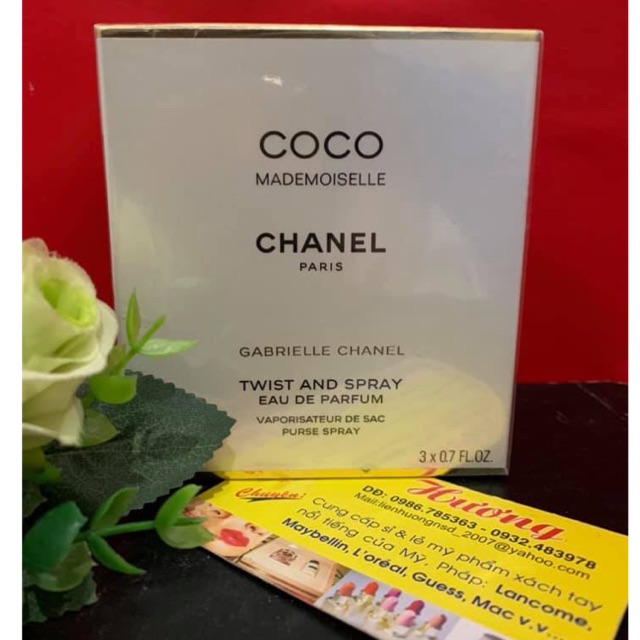 COCO
MADEMOISELLE
CHANEL
PARIS
GABRIELLE CHANEL
TWIST AND SPRAY
EAU DE PARFUM
VAPORISATEUR DE SAC
PURSE SPRAY
3 x 0.7 FL.OZ.
Hương
Chuyên:
DĐ: 0986.785363 - 0932.483978
Mail:lienhuongnsd_2007@yahoo.com
Cung cấp sỉ & lẻ mỹ phẩm xách tay
nổi tiếng của Mỹ, Pháp: Lancome,
Maybellin, L'oréal, Guess, Mac v.v...